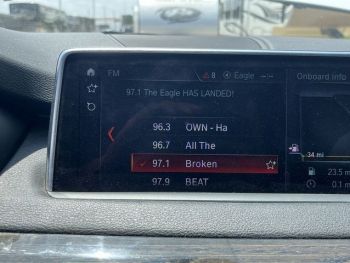 FM
8
Eagle
--:--
Onboard info
97.1 The Eagle HAS LANDED!
96.3 OWN - Ha
96.7 All The
97.1 Broken
97.9 BEAT
34 mi
23.5 m
0.1 m